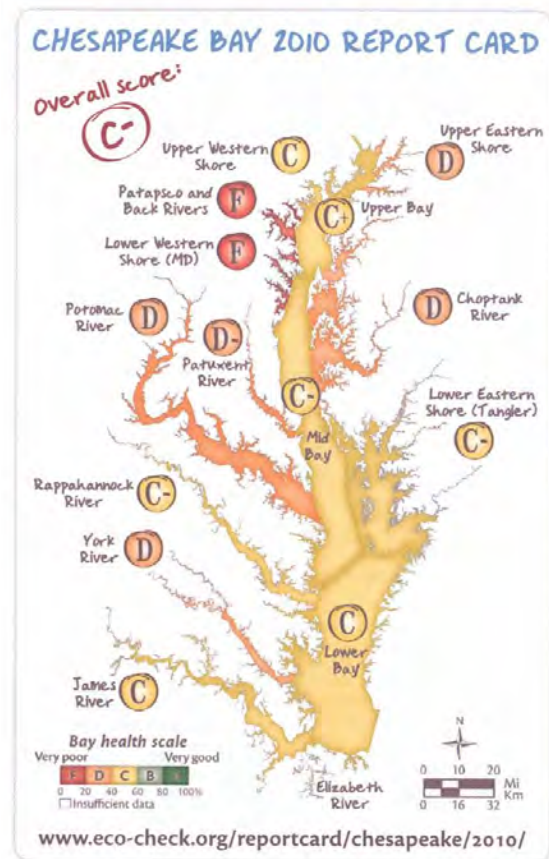 CHESAPEAKE BAY 2010 REPORT CARD
overall score:
C-
Upper Western
Shore
C
Upper Eastern
Shore
D
Patapsco and
Back Rivers
F
C+
Upper Bay
Lower Western
Shore (MD)
F
Potomac
River
D
D-
Patuxent
River
D
Choptank
River
C-
Mid
Bay
Lower Eastern
Shore (Tangier)
C-
Rappahannock
River
C-
York
River
D
C
Lower
Bay
James
River
C
Elizabeth
River
Bay health scale
Very poor Very good
F D C B
0 20 40 60 80 100%
Insufficient data
N
0 10 20
Mi
Km
0 16 32
www.eco-check.org/reportcard/chesapeake/2010/